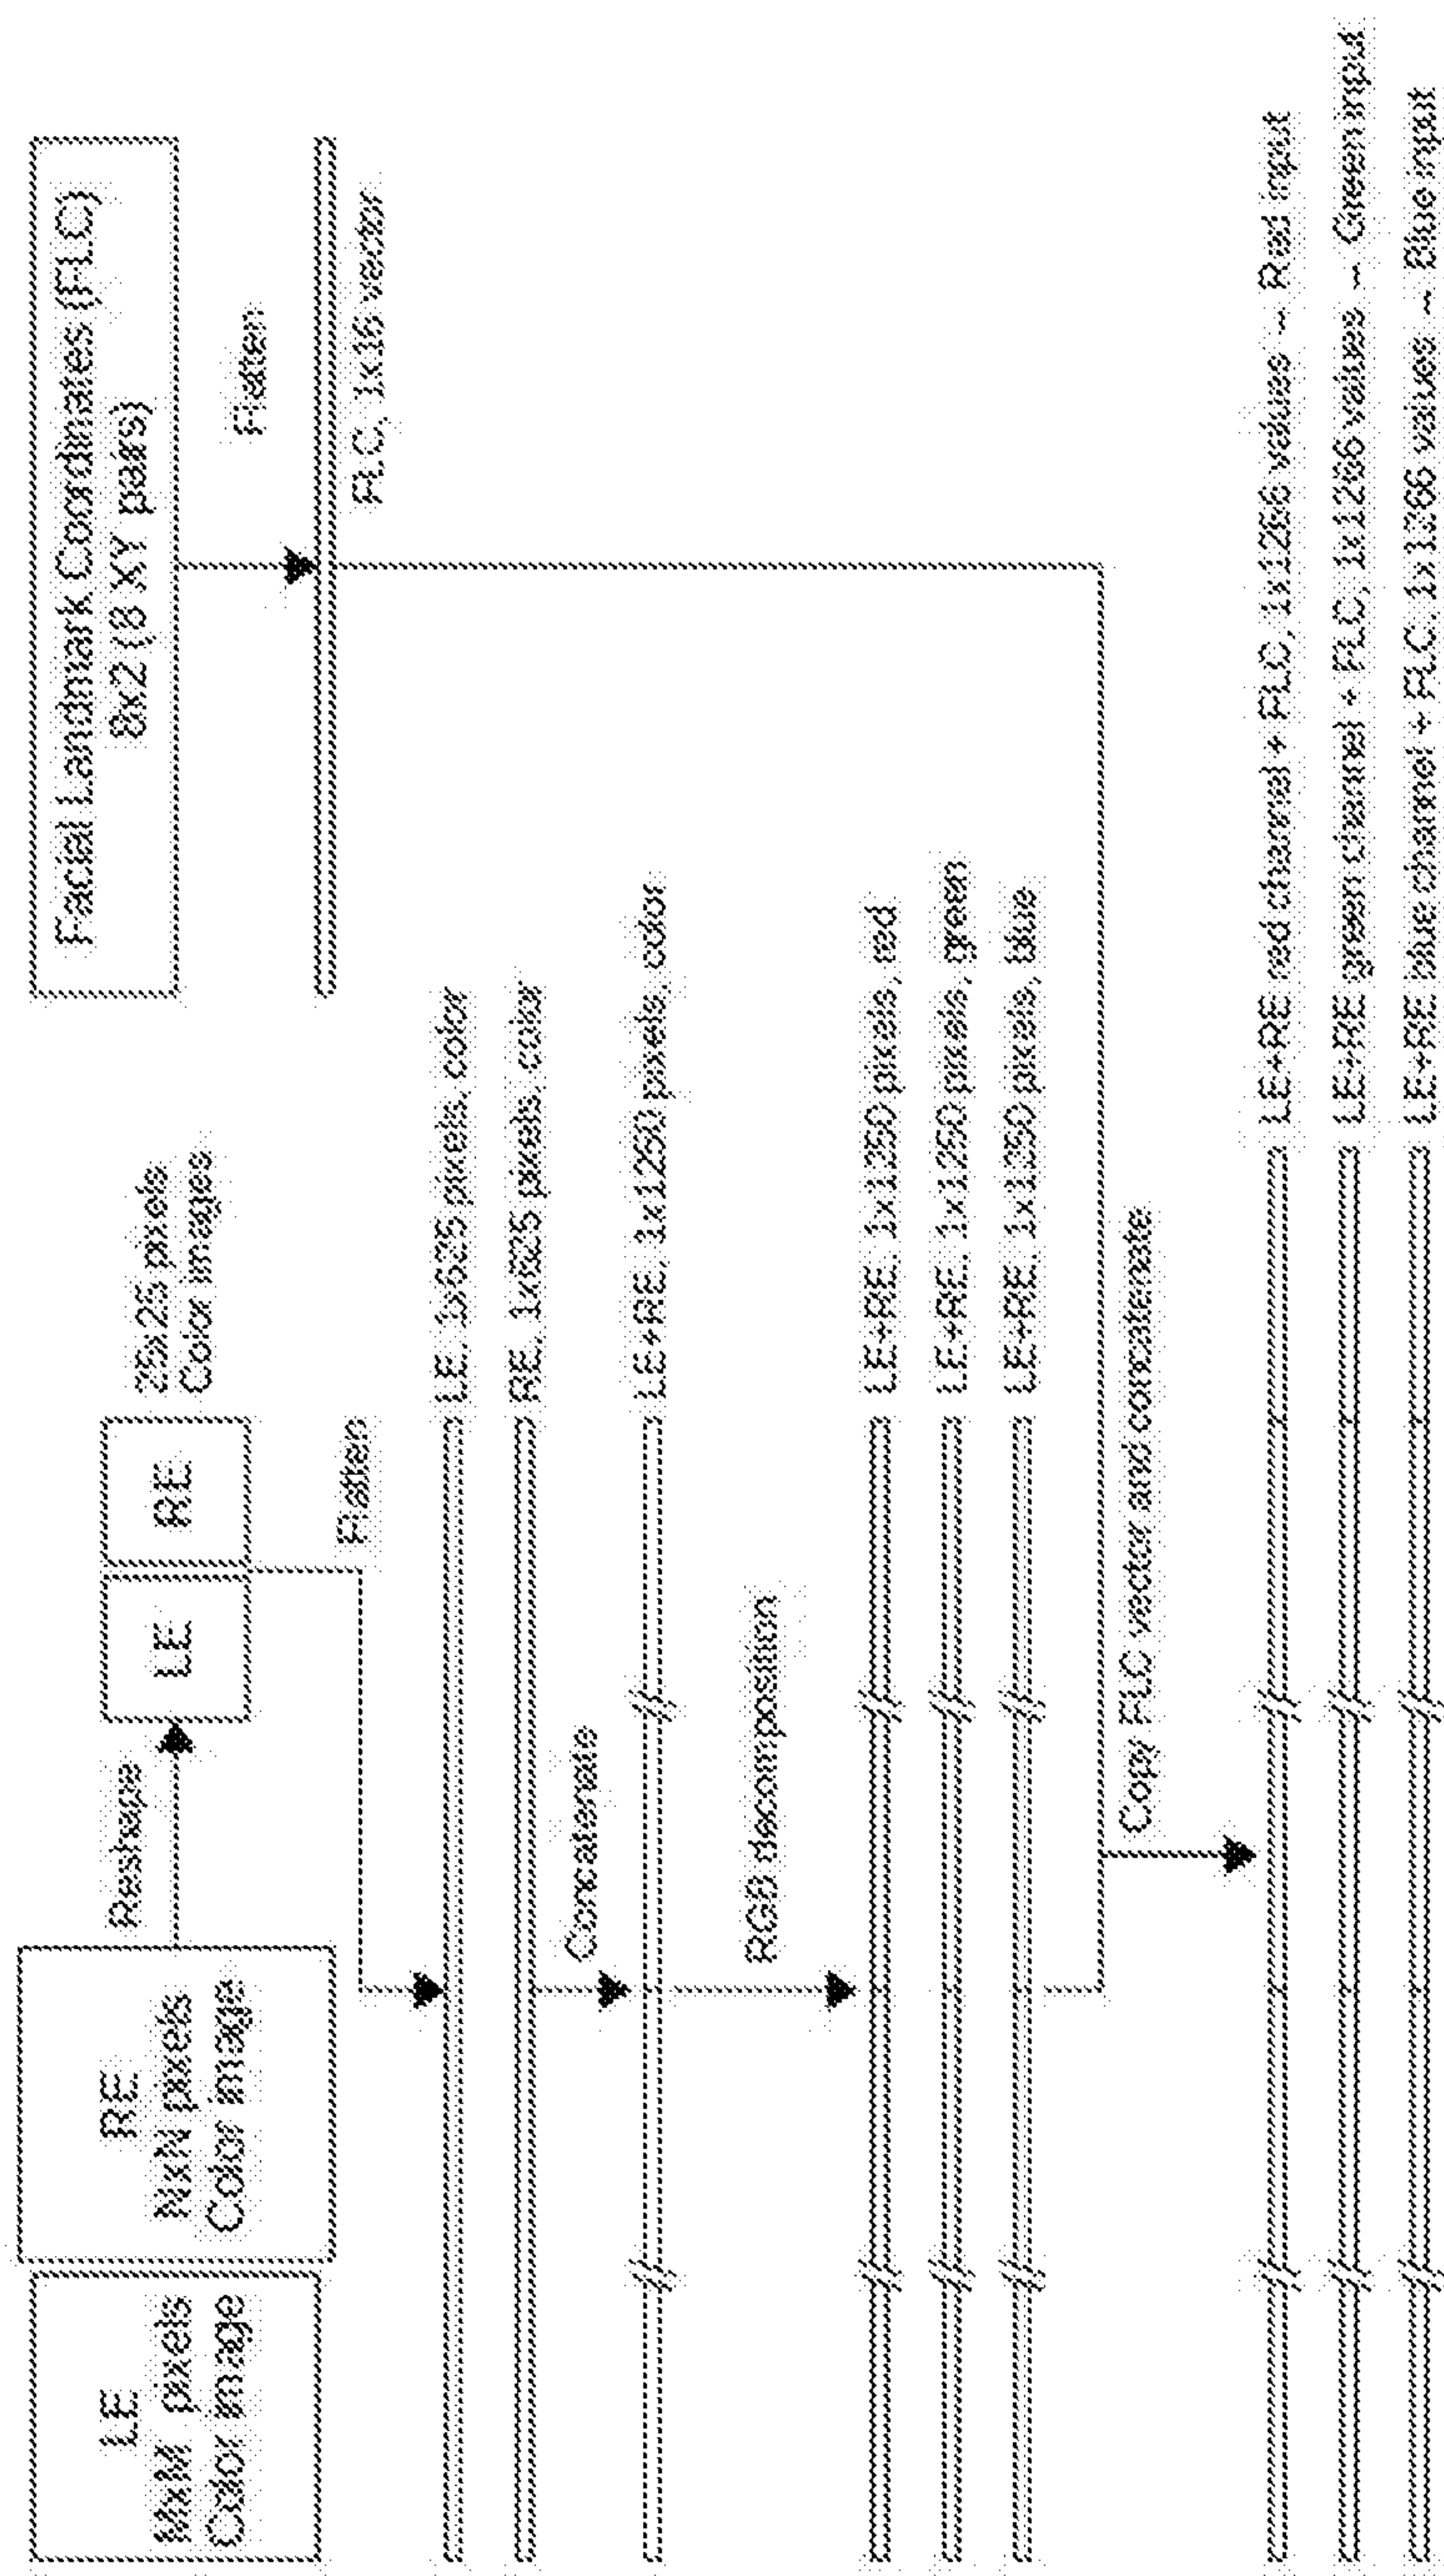 LE
MxM pixels
Color image
RE
NxN pixels
Color image
Reshape
LE
RE
25x25 pixels
Color images
Facial Landmark Coordinates (FLC)
8x2 (8 XY pairs)
Flatten
Flatten
FLC, 1x16 vector
LE, 1x625 pixels, color
RE, 1x625 pixels, color
Concatenate
LE+RE, 1x1250 pixels, color
RGB decomposition
LE+RE, 1x1250 pixels, red
LE+RE, 1x1250 pixels, green
LE+RE, 1x1250 pixels, blue
Copy FLC vector and concatenate
LE+RE red channel + FLC, 1x1266 values – Red input
LE+RE green channel + FLC, 1x1266 values – Green input
LE+RE blue channel + FLC, 1x1266 values – Blue input